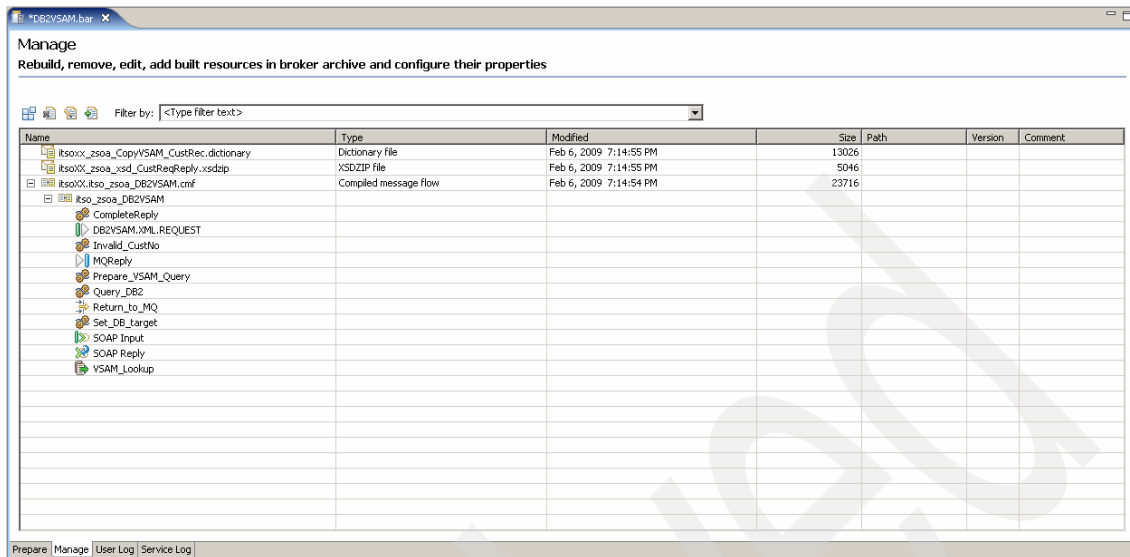 *DB2VSAM.bar
Manage
Rebuild, remove, edit, add built resources in broker archive and configure their properties
Filter by: <Type filter text>
Name Type Modified Size Path Version Comment
itsoxx_zsoa_CopyVSAM_CustRec.dictionary Dictionary file Feb 6, 2009 7:14:55 PM 13026
itsoXX_zsoa_xsd_CustReqReply.xsdzip XSDZIP file Feb 6, 2009 7:14:55 PM 5046
itsoXX.itso_zsoa_DB2VSAM.cmf Compiled message flow Feb 6, 2009 7:14:54 PM 23716
itso_zsoa_DB2VSAM
CompleteReply
DB2VSAM.XML.REQUEST
Invalid_CustNo
MQReply
Prepare_VSAM_Query
Query_DB2
Return_to_MQ
Set_DB_target
SOAP Input
SOAP Reply
VSAM_Lookup
Prepare Manage User Log Service Log